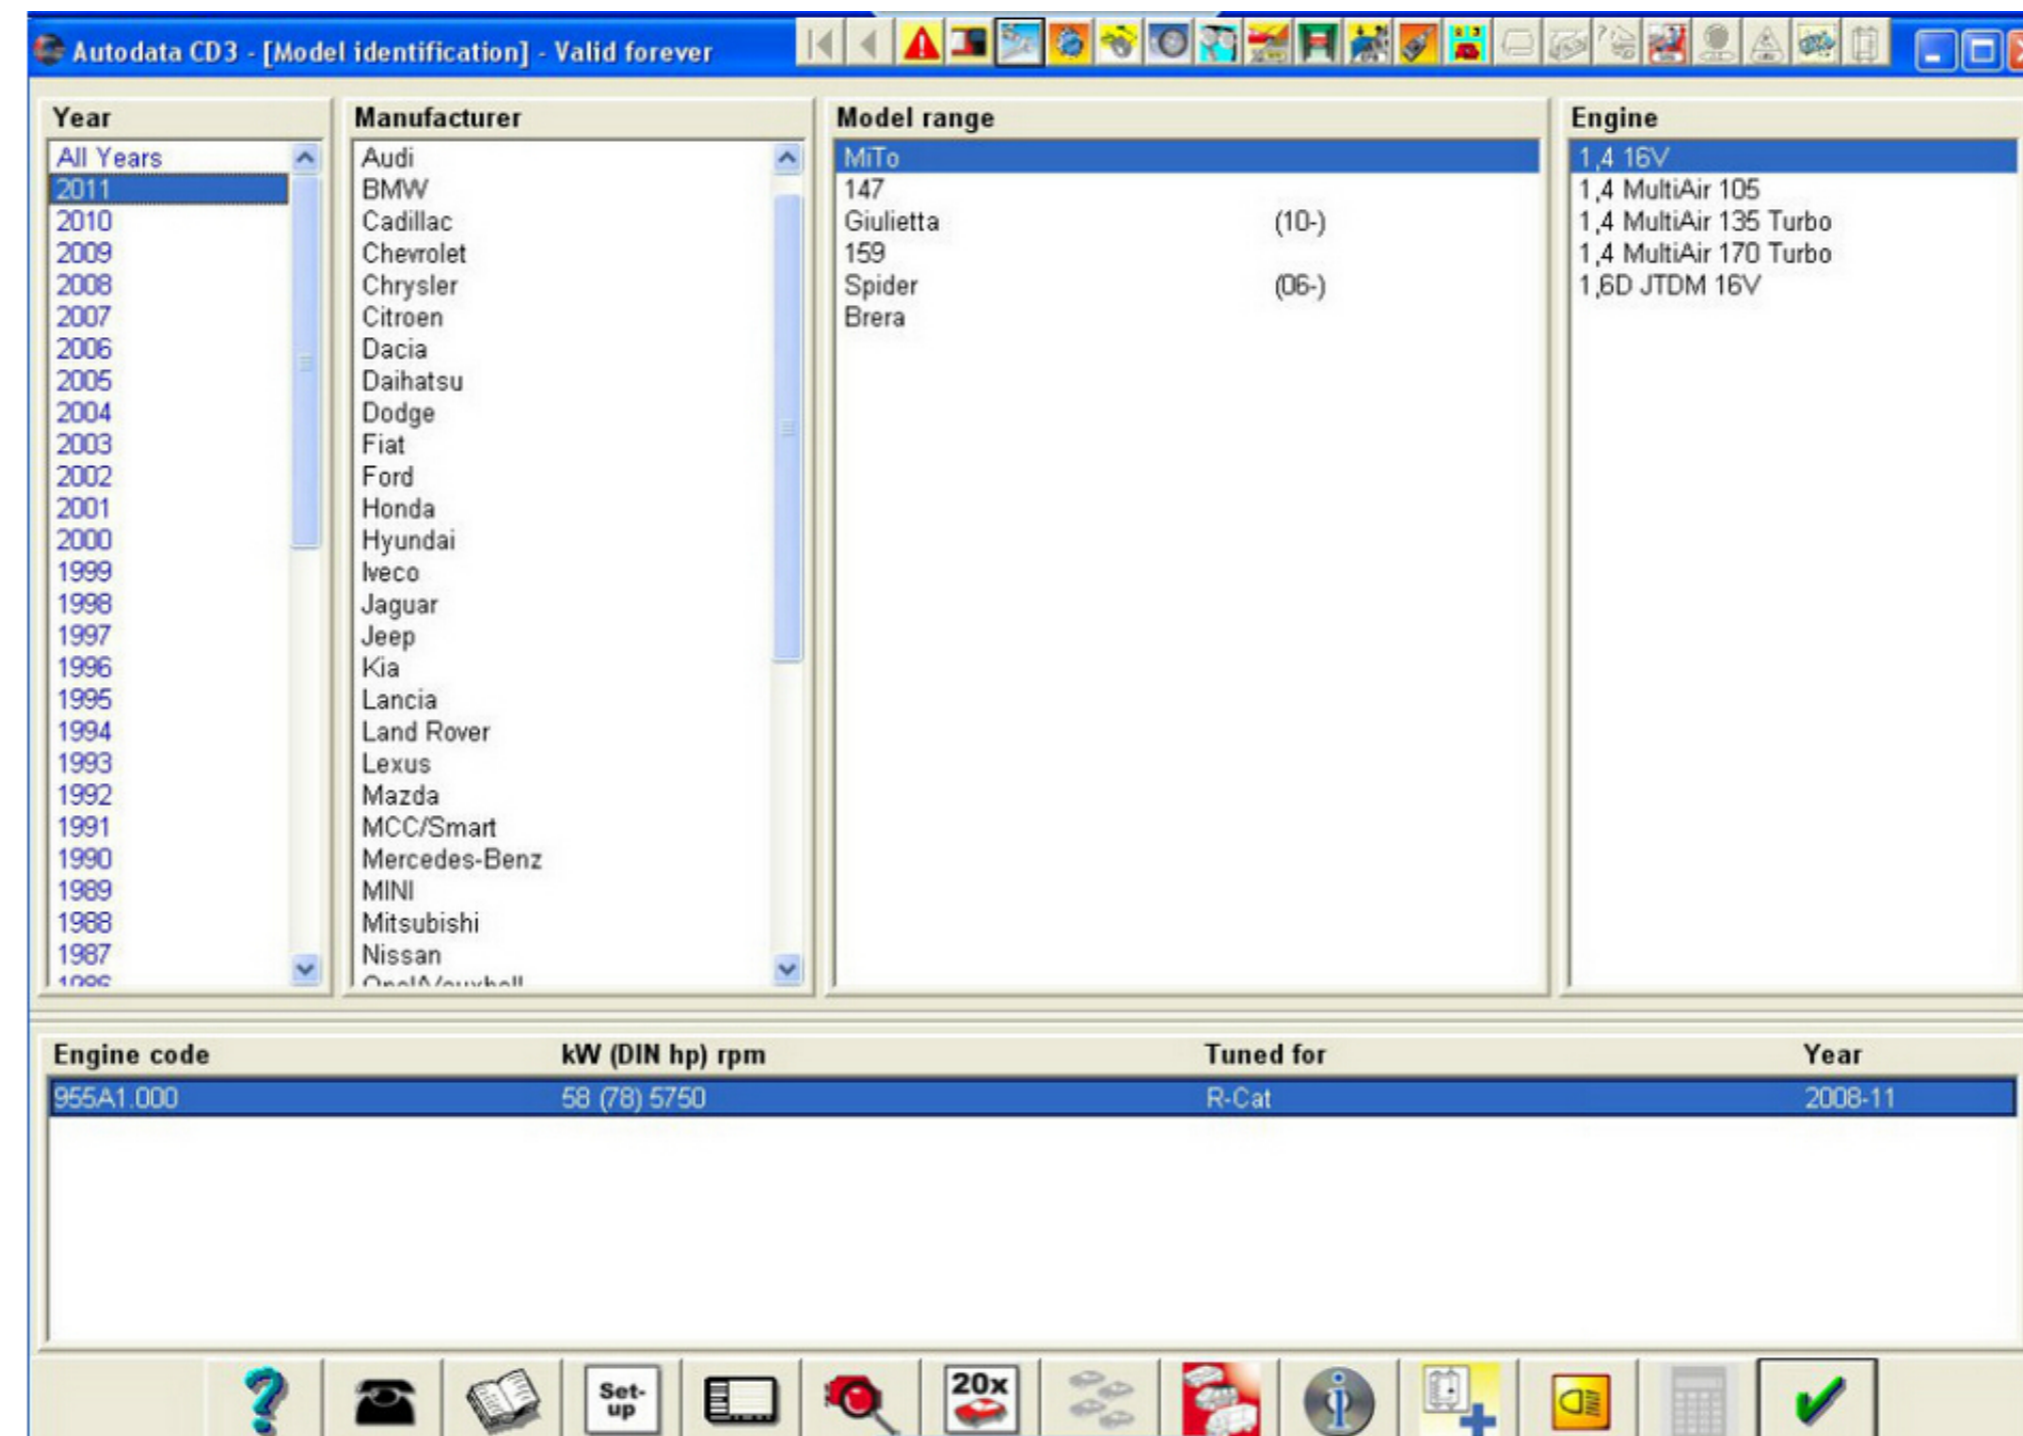 Autodata CD3 - [Model identification] - Valid forever
Year
All Years
2011
2010
2009
2008
2007
2006
2005
2004
2003
2002
2001
2000
1999
1998
1997
1996
1995
1994
1993
1992
1991
1990
1989
1988
1987
1986
Manufacturer
Audi
BMW
Cadillac
Chevrolet
Chrysler
Citroen
Dacia
Daihatsu
Dodge
Fiat
Ford
Honda
Hyundai
Iveco
Jaguar
Jeep
Kia
Lancia
Land Rover
Lexus
Mazda
MCC/Smart
Mercedes-Benz
MINI
Mitsubishi
Nissan
Opel/Vauxhall
Model range
MiTo
147
Giulietta (10-)
159
Spider (06-)
Brera
Engine
1,4 16V
1,4 MultiAir 105
1,4 MultiAir 135 Turbo
1,4 MultiAir 170 Turbo
1,6D JTDM 16V
Engine code kW (DIN hp) rpm Tuned for Year
955A1.000 58 (78) 5750 R-Cat 2008-11
Set-
up
20x